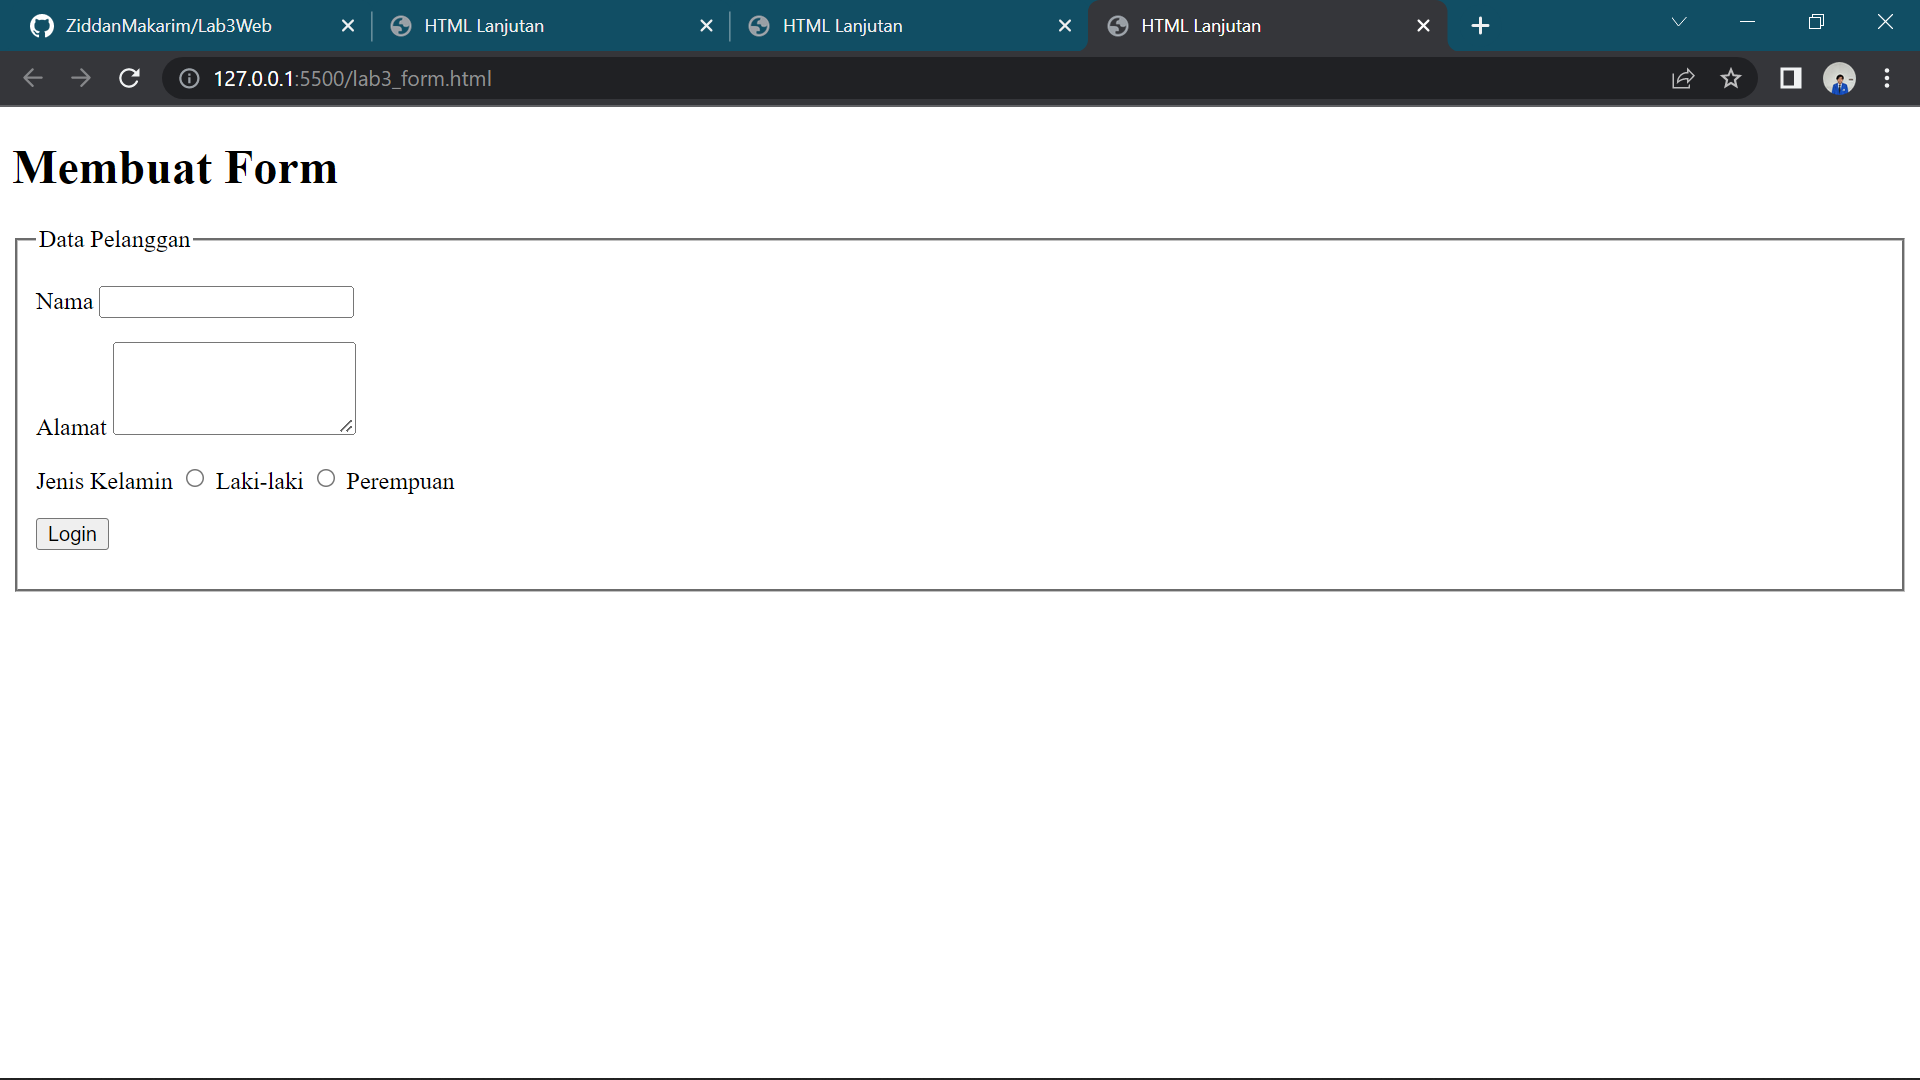 ZiddanMakarim/Lab3Web HTML Lanjutan HTML Lanjutan HTML Lanjutan
127.0.0.1:5500/lab3_form.html
Membuat Form
Data Pelanggan
Nama
Alamat
Jenis Kelamin Laki-laki Perempuan
Login